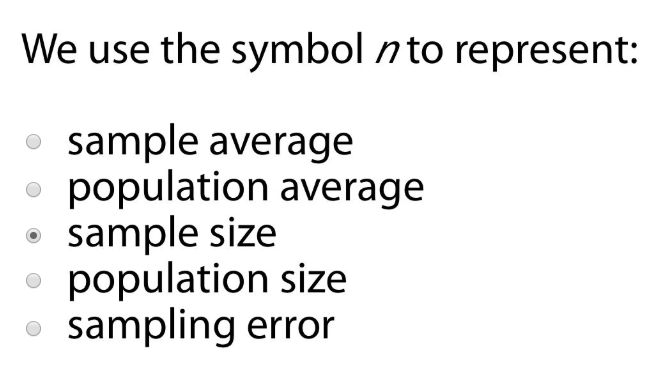 We use the symbol n to represent:
sample average
population average
sample size
population size
sampling error